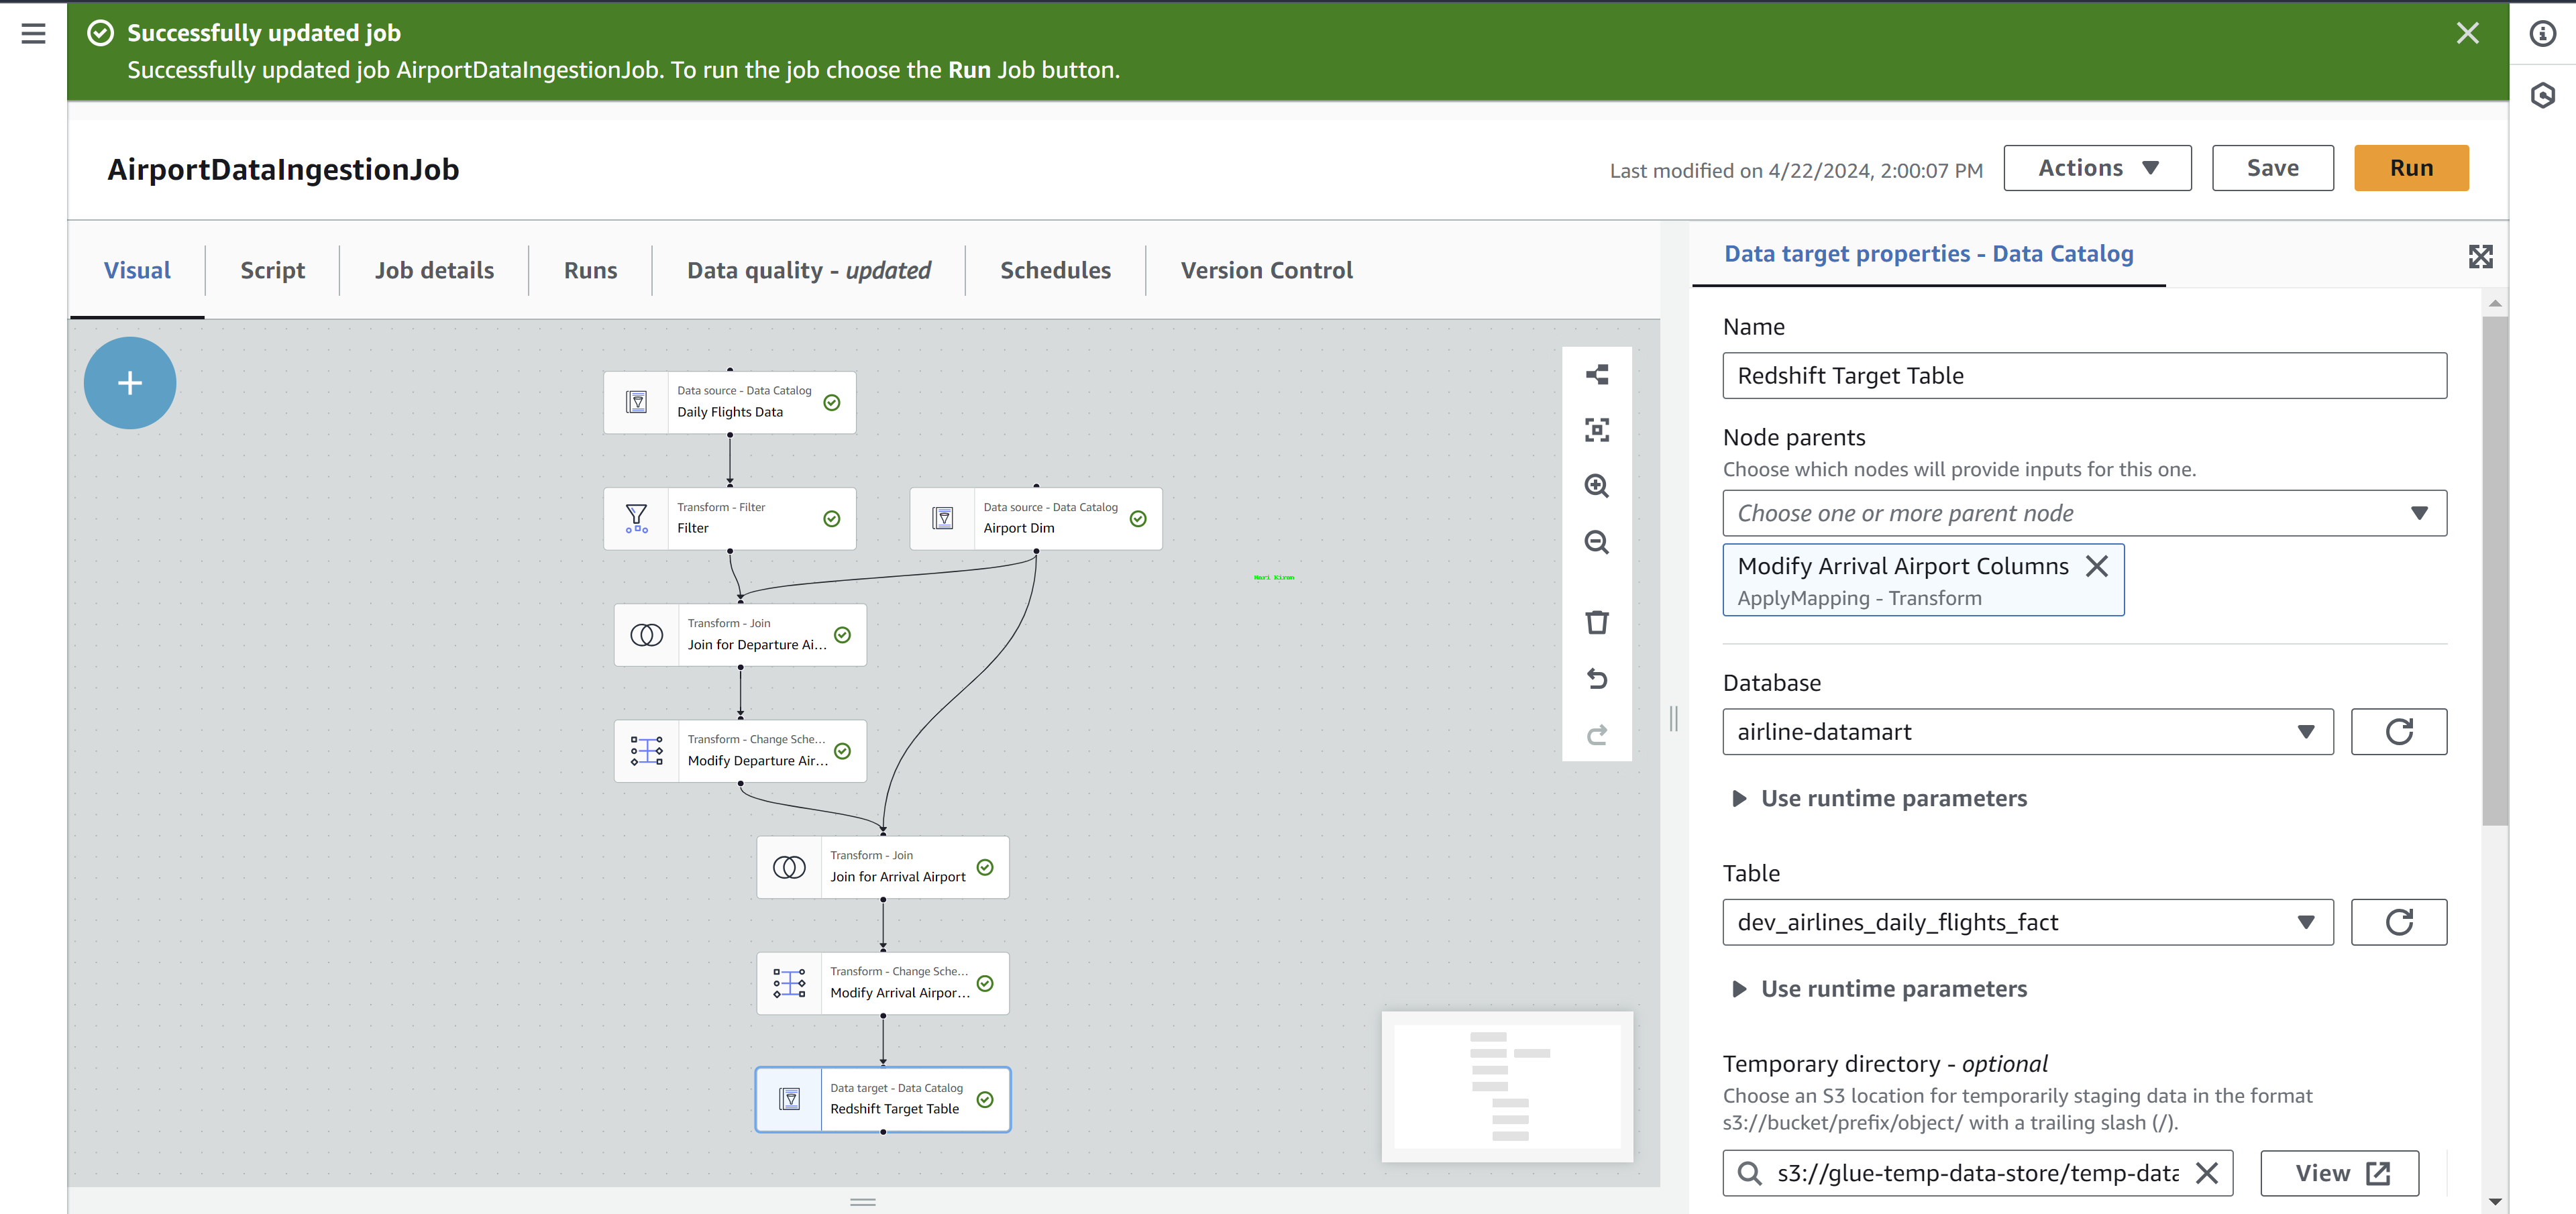 Successfully updated job
Successfully updated job AirportDataIngestionJob. To run the job choose the Run Job button.
AirportDataIngestionJob
Last modified on 4/22/2024, 2:00:07 PM
Actions
Save
Run
Visual
Script
Job details
Runs
Data quality - updated
Schedules
Version Control
Data source - Data Catalog
Daily Flights Data
Transform - Filter
Filter
Data source - Data Catalog
Airport Dim
Hari Kiran
Transform - Join
Join for Departure Ai...
Transform - Change Sche...
Modify Departure Air...
Transform - Join
Join for Arrival Airport
Transform - Change Sche...
Modify Arrival Airpor...
Data target - Data Catalog
Redshift Target Table
Data target properties - Data Catalog
Name
Redshift Target Table
Node parents
Choose which nodes will provide inputs for this one.
Choose one or more parent node
Modify Arrival Airport Columns
ApplyMapping - Transform
Database
airline-datamart
Use runtime parameters
Table
dev_airlines_daily_flights_fact
Use runtime parameters
Temporary directory - optional
Choose an S3 location for temporarily staging data in the format
s3://bucket/prefix/object/ with a trailing slash (/).
s3://glue-temp-data-store/temp-data
View